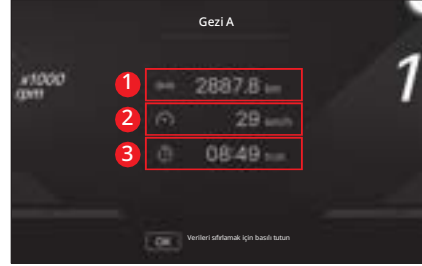 Gezi A
x1000
rpm
1
1 2887.8 km
2 29 km/h
3 08:49
OK Verileri sıfırlamak için basılı tutun